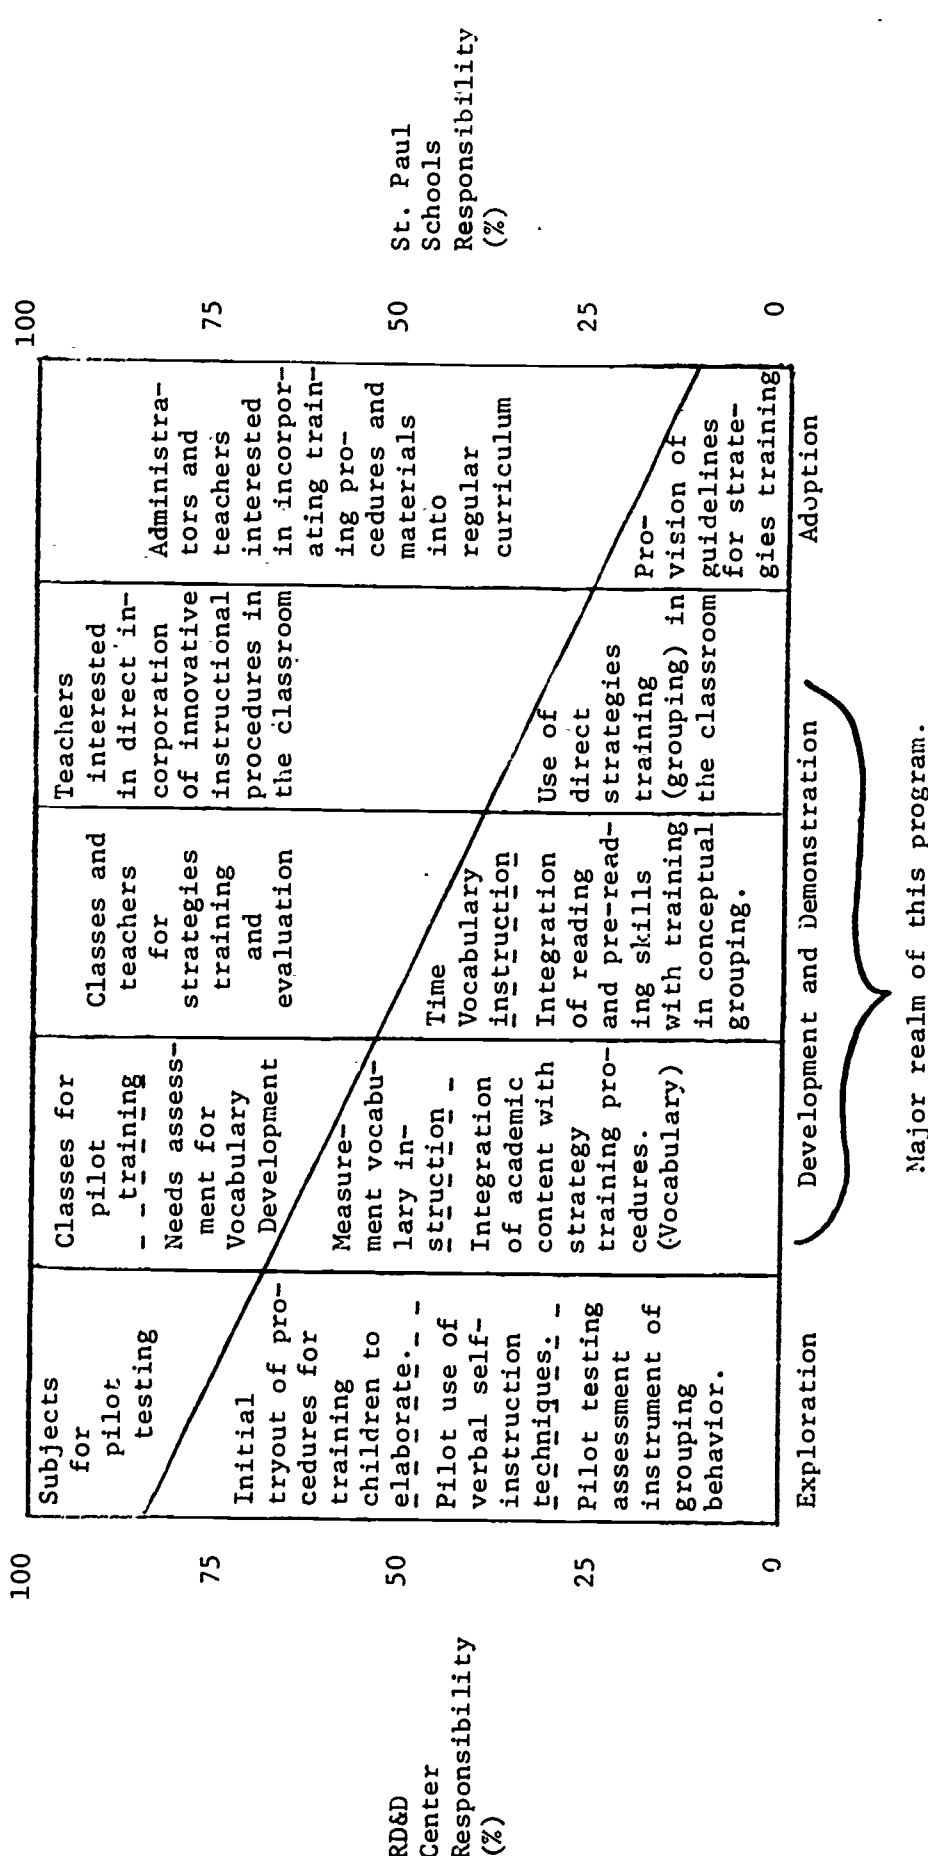 100
75
50
25
0
RD&D
Center
Responsibility
(%)
Subjects
for
pilot
testing
Initial
tryout of pro-
cedures for
training
children to
elaborate.
Pilot use of
verbal self-
instruction
techniques.
Pilot testing
assessment
instrument of
grouping
behavior.
Exploration
Classes for
pilot
training
Needs assess-
ment for
Vocabulary
Development
Measure-
ment vocabu-
lary in-
struction
Integration
of academic
content with
strategy
training pro-
cedures.
(Vocabulary)
Classes and
teachers
for
strategies
training
and
evaluation
Time
Vocabulary
instruction
Integration
of reading
and pre-read-
ing skills
with training
in conceptual
grouping.
Teachers
interested
in direct in-
corporation
of innovative
instructional
procedures in
the classroom
Use of
direct
strategies
training
(grouping) in
the classroom
Development and Demonstration
Major realm of this program.
Administra-
tors and
teachers
interested
in incorpor-
ating train-
ing pro-
cedures and
materials
into
regular
curriculum
Pro-
vision of
guidelines
for strate-
gies training
Adoption
100
75
50
25
0
St. Paul
Schools
Responsibility
(%)